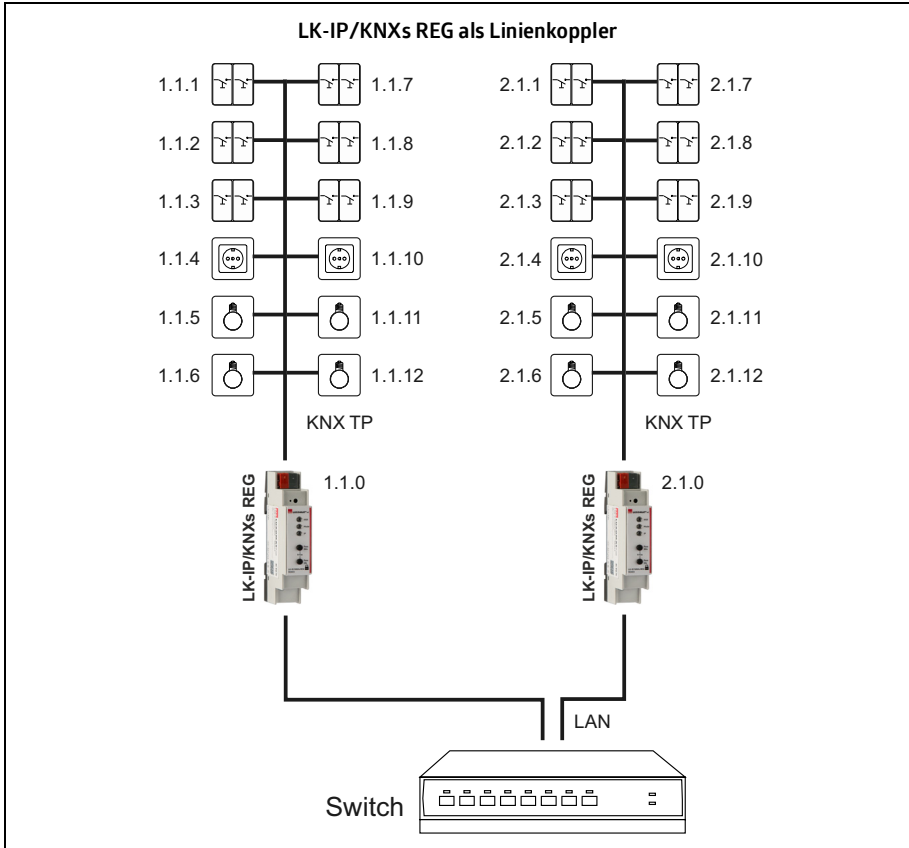 LK-IP/KNXs REG als Linienkoppler
1.1.1 1.1.7 2.1.1 2.1.7
1.1.2 1.1.8 2.1.2 2.1.8
1.1.3 1.1.9 2.1.3 2.1.9
1.1.4 1.1.10 2.1.4 2.1.10
1.1.5 1.1.11 2.1.5 2.1.11
1.1.6 1.1.12 2.1.6 2.1.12
KNX TP KNX TP
LK-IP/KNXs REG 1.1.0 LK-IP/KNXs REG 2.1.0
LAN
Switch